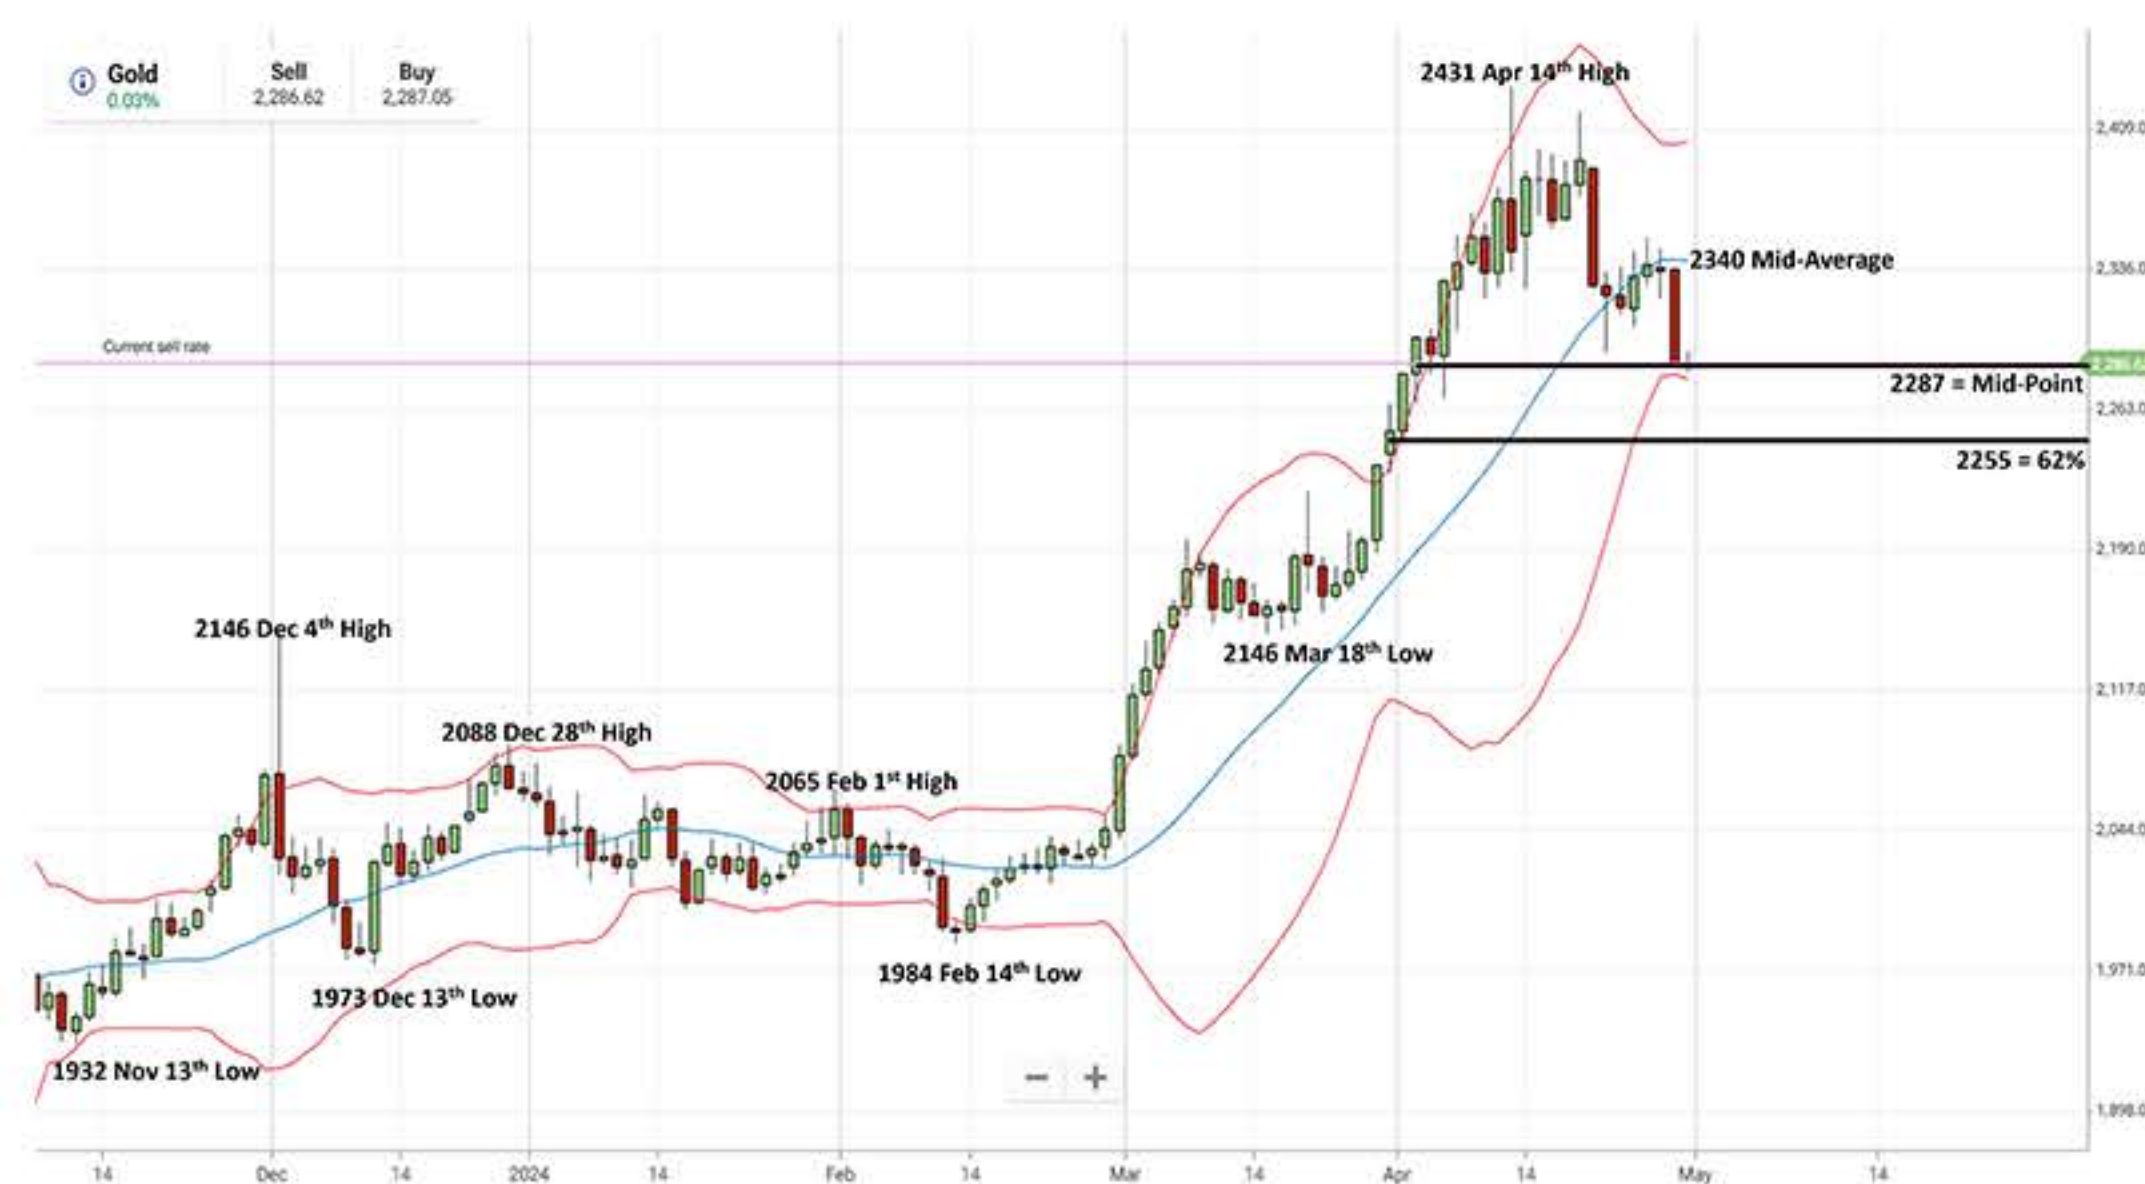 Gold Sell Buy
0.03% 2,286.62 2,287.05
2431 Apr 14th High
2,409.0
2340 Mid-Average
2,336.0
Current sell rate
2287 = Mid-Point
2,263.0
2255 = 62%
2,190.0
2146 Dec 4th High
2146 Mar 18th Low
2,117.0
2088 Dec 28th High
2065 Feb 1st High
2,044.0
1984 Feb 14th Low
1,971.0
1973 Dec 13th Low
1932 Nov 13th Low
− +
1,898.0
14 Dec 14 2024 14 Feb 14 Mar 14 Apr 14 May 14